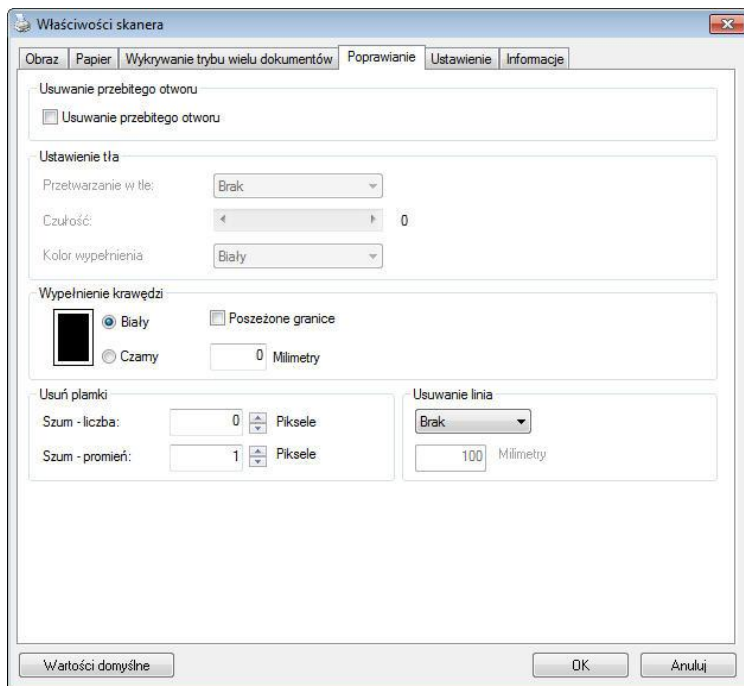 Właściwości skanera
Obraz Papier Wykrywanie trybu wielu dokumentów Poprawianie Ustawienie Informacje
Usuwanie przebitego otworu
Usuwanie przebitego otworu
Ustawienie tła
Przetwarzanie w tle: Brak
Czułość: 0
Kolor wypełnienia Biały
Wypełnienie krawędzi
Biały Poszeżone granice
Czarny 0 Milimetry
Usuń plamki Usuwanie linia
Szum - liczba: 0 Piksele Brak
Szum - promień: 1 Piksele 100 Milimetry
Wartości domyślne OK Anuluj